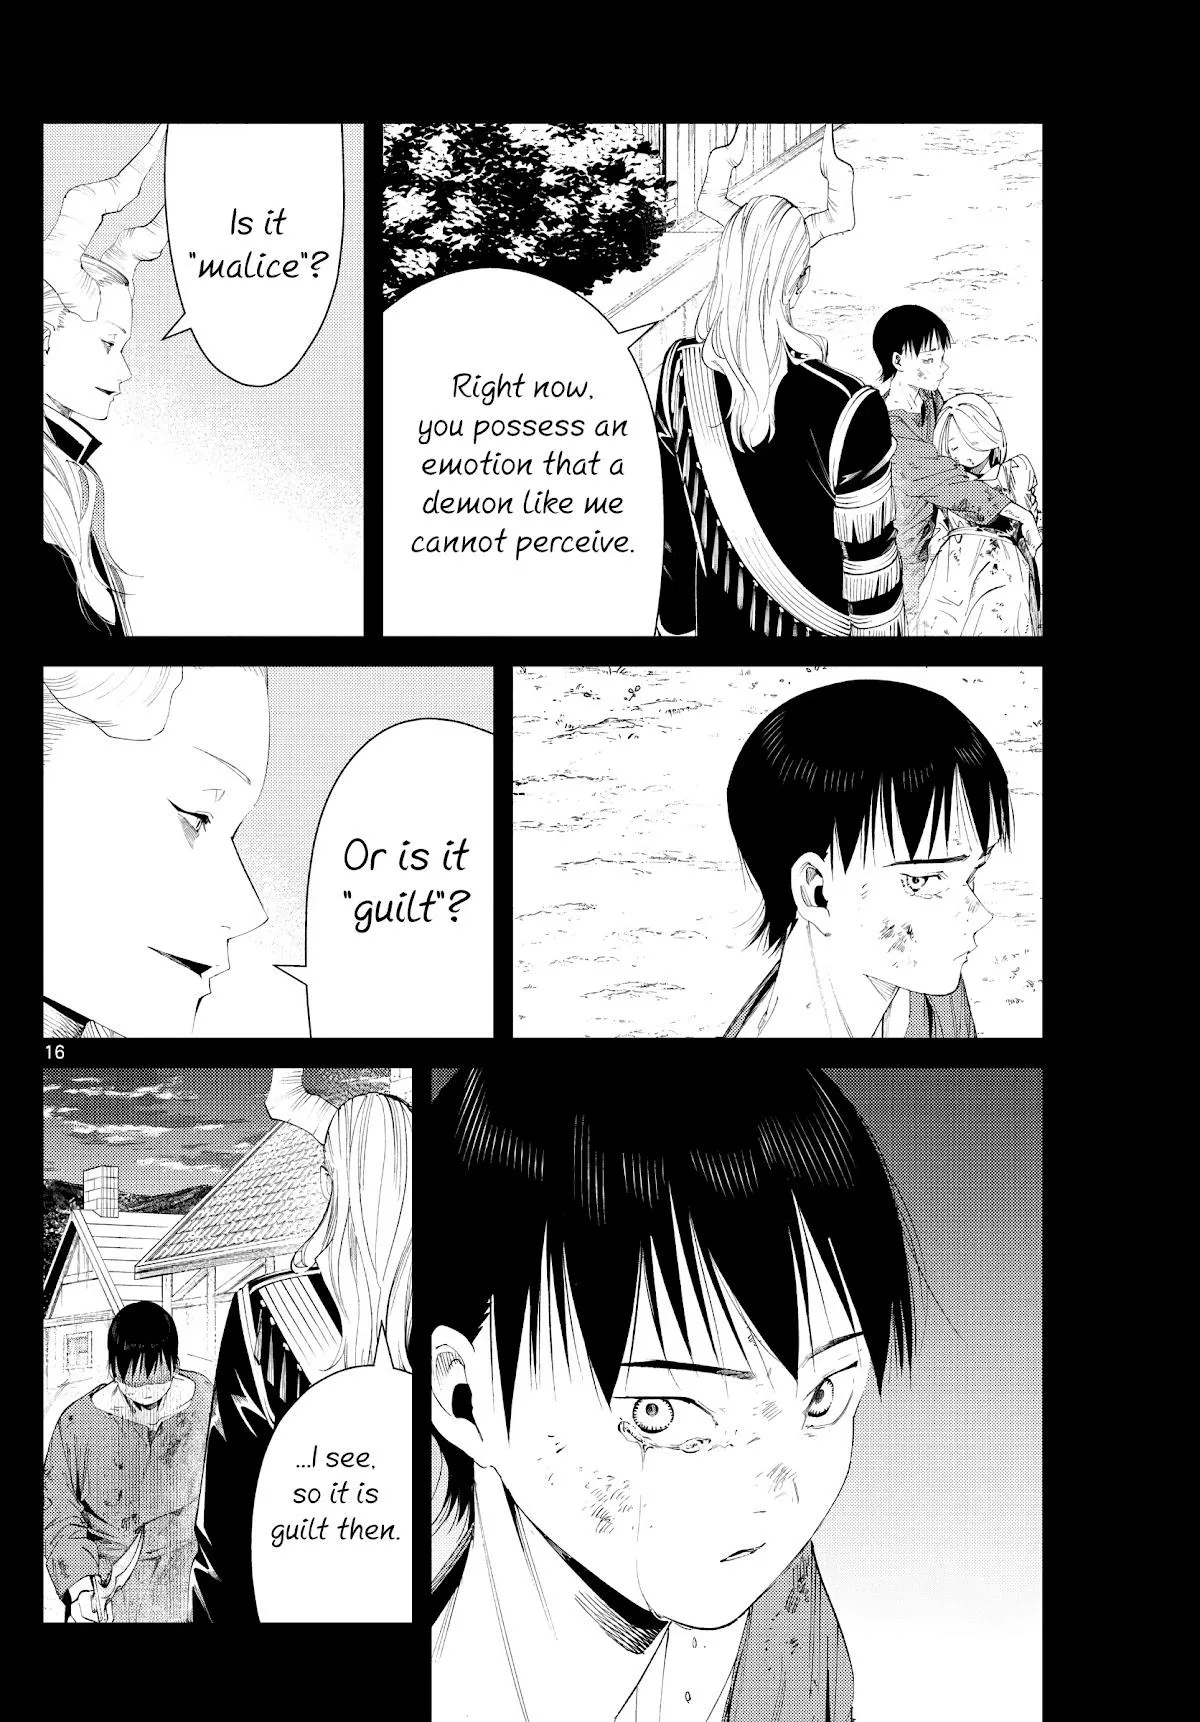 Right now,
you possess an
emotion that a
demon like me
cannot perceive.
Is it
"malice"?
Or is it
"guilt"?
16
...I see,
so it is
guilt then.